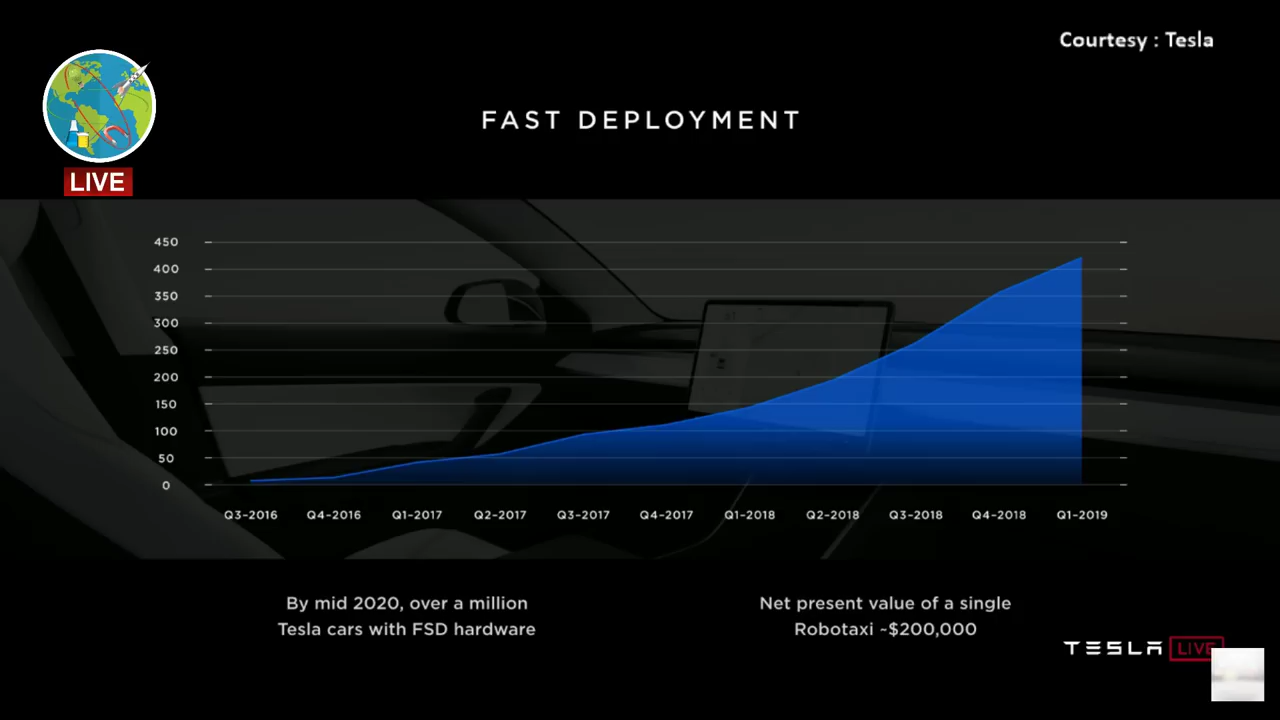 Courtesy : Tesla
LIVE
FAST DEPLOYMENT
450
400
350
300
250
200
150
100
50
0
Q3-2016 Q4-2016 Q1-2017 Q2-2017 Q3-2017 Q4-2017 Q1-2018 Q2-2018 Q3-2018 Q4-2018 Q1-2019
By mid 2020, over a million
Tesla cars with FSD hardware
Net present value of a single
Robotaxi ~$200,000
TESLA LIVE